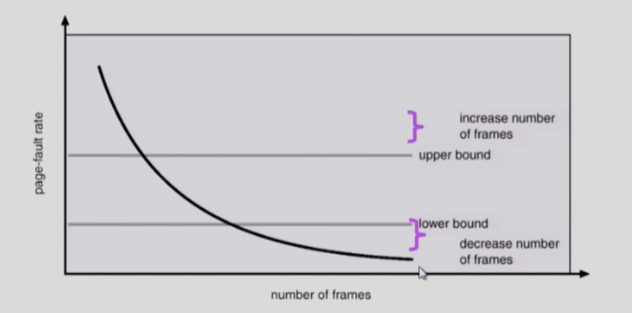 increase number
of frames
upper bound
lower bound
decrease number
of frames
page-fault rate
number of frames